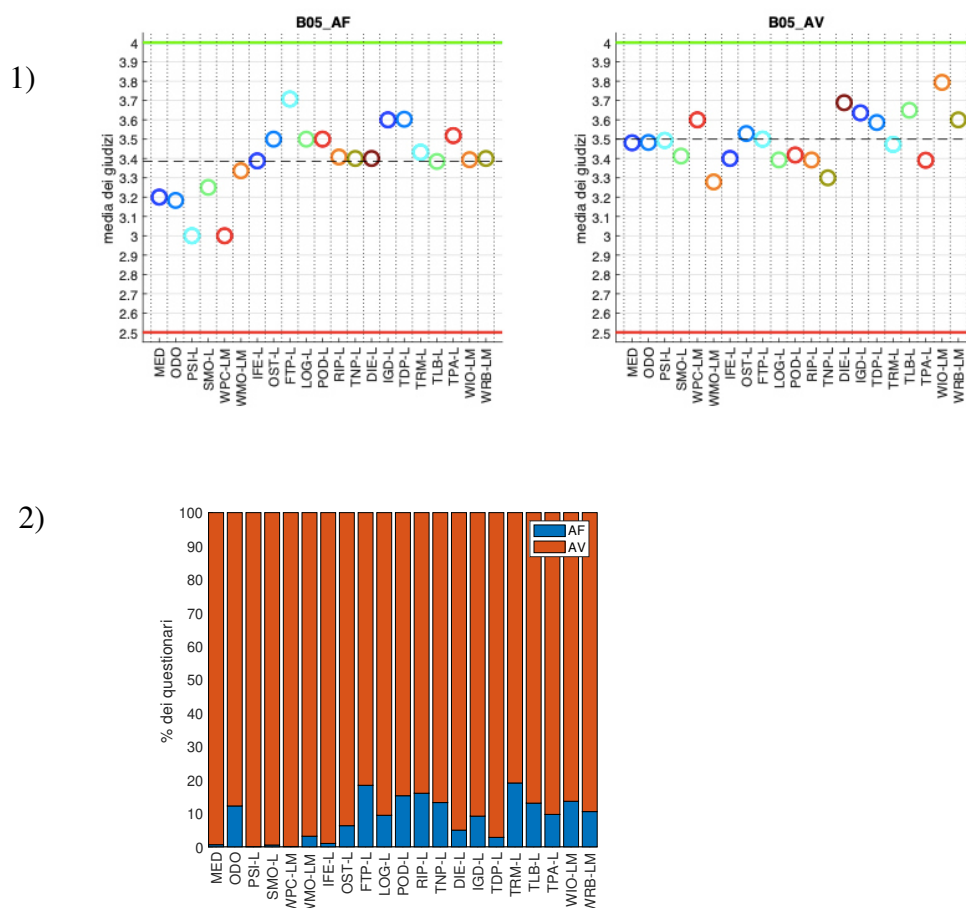 1)
B05_AF
media dei giudizi
4
3.9
3.8
3.7
3.6
3.5
3.4
3.3
3.2
3.1
3
2.9
2.8
2.7
2.6
2.5
MED
ODO
PSI-L
SMO-L
WPC-LM
WMO-LM
IFE-L
OST-L
FTP-L
LOG-L
POD-L
RIP-L
TNP-L
DIE-L
IGD-L
TDP-L
TRM-L
TLB-L
TPA-L
WIO-LM
WRB-LM
B05_AV
media dei giudizi
4
3.9
3.8
3.7
3.6
3.5
3.4
3.3
3.2
3.1
3
2.9
2.8
2.7
2.6
2.5
MED
ODO
PSI-L
SMO-L
WPC-LM
WMO-LM
IFE-L
OST-L
FTP-L
LOG-L
POD-L
RIP-L
TNP-L
DIE-L
IGD-L
TDP-L
TRM-L
TLB-L
TPA-L
WIO-LM
WRB-LM
2)
% dei questionari
100
90
80
70
60
50
40
30
20
10
0
AF
AV
MED
ODO
PSI-L
SMO-L
WPC-LM
WMO-LM
IFE-L
OST-L
FTP-L
LOG-L
POD-L
RIP-L
TNP-L
DIE-L
IGD-L
TDP-L
TRM-L
TLB-L
TPA-L
WIO-LM
WRB-LM